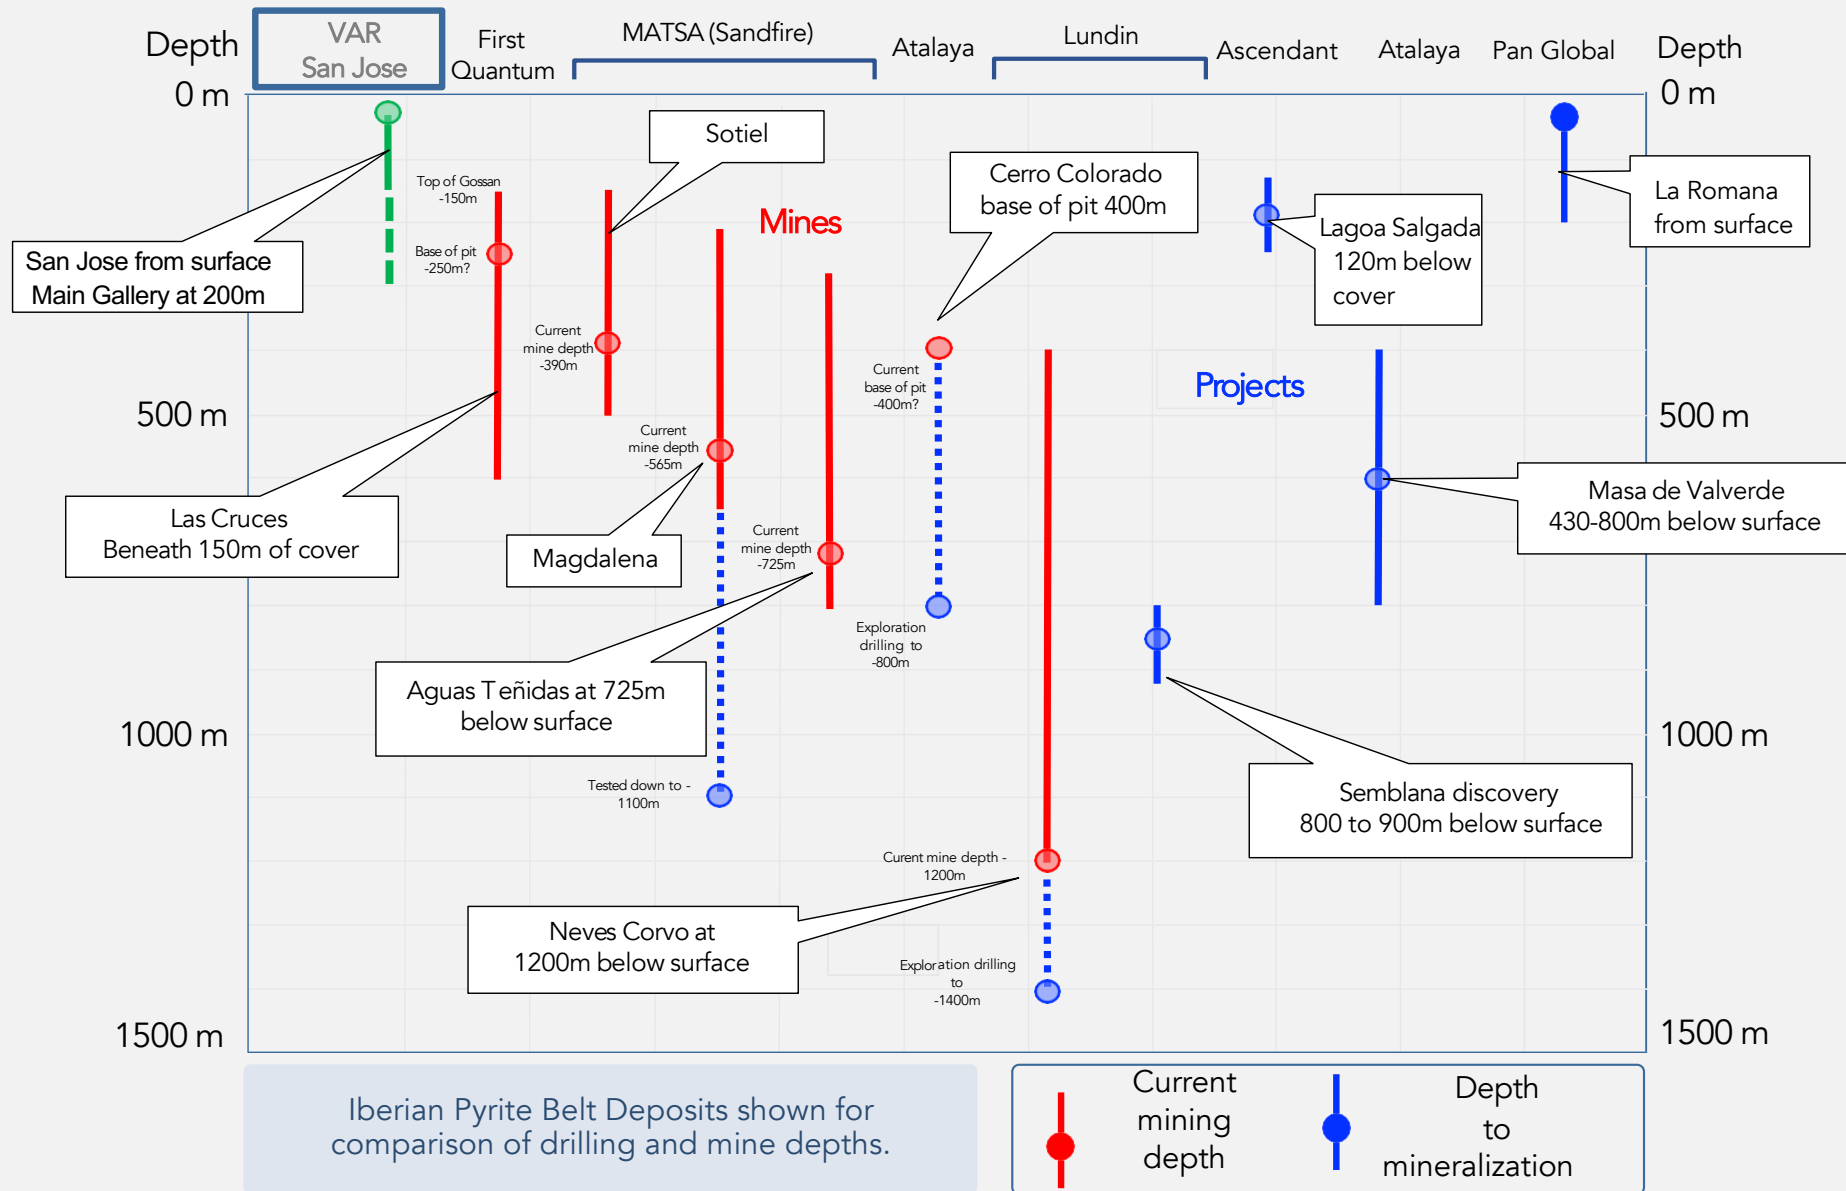 VAR
San Jose
First
Quantum
MATSA (Sandfire)
Atalaya
Lundin
Ascendant
Atalaya
Pan Global
Depth
0 m
500 m
1000 m
1500 m
Depth
0 m
500 m
1000 m
1500 m
San Jose from surface
Main Gallery at 200m
Top of Gossan
-150m
Base of pit
-250m?
Las Cruces
Beneath 150m of cover
Sotiel
Current
mine depth
-390m
Mines
Current
mine depth
-565m
Magdalena
Tested down to -
1100m
Current
mine depth
-725m
Aguas Teñidas at 725m
below surface
Cerro Colorado
base of pit 400m
Current
base of pit
-400m?
Exploration
drilling to
-800m
Curent mine depth -
1200m
Neves Corvo at
1200m below surface
Exploration drilling
to
-1400m
Projects
Semblana discovery
800 to 900m below surface
Lagoa Salgada
120m below
cover
Masa de Valverde
430-800m below surface
La Romana
from surface
Iberian Pyrite Belt Deposits shown for
comparison of drilling and mine depths.
Current
mining
depth
Depth
to
mineralization